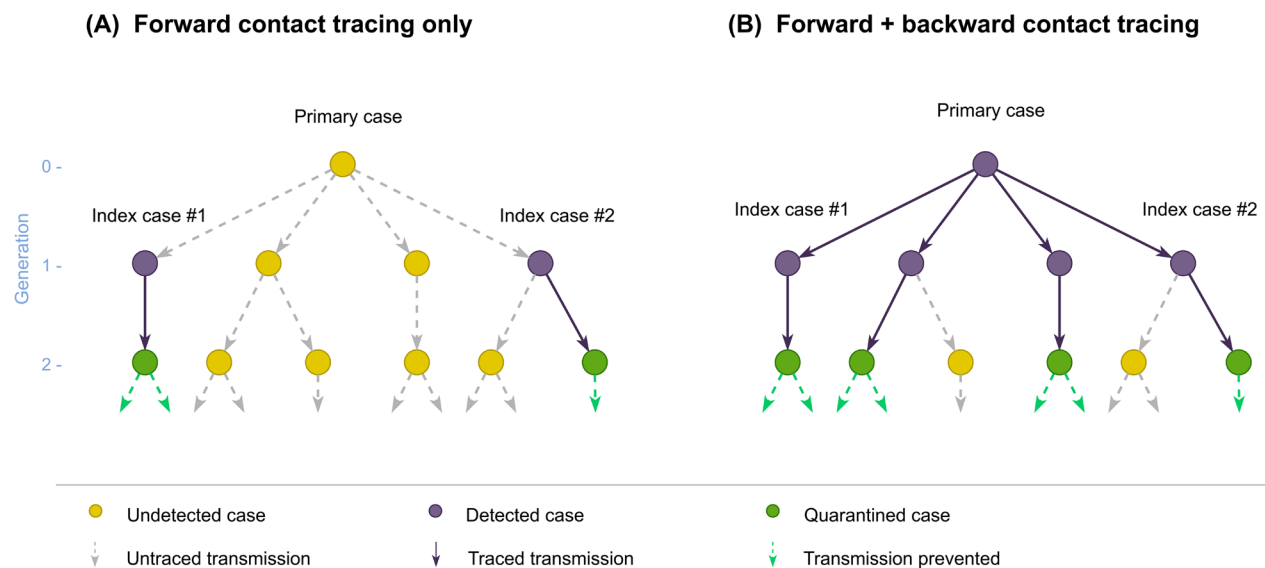 (A) Forward contact tracing only
(B) Forward + backward contact tracing
Primary case
Primary case
0 -
Index case #1
Index case #2
Index case #1
Index case #2
Generation
1 -
2 -
Undetected case
Detected case
Quarantined case
Untraced transmission
Traced transmission
Transmission prevented